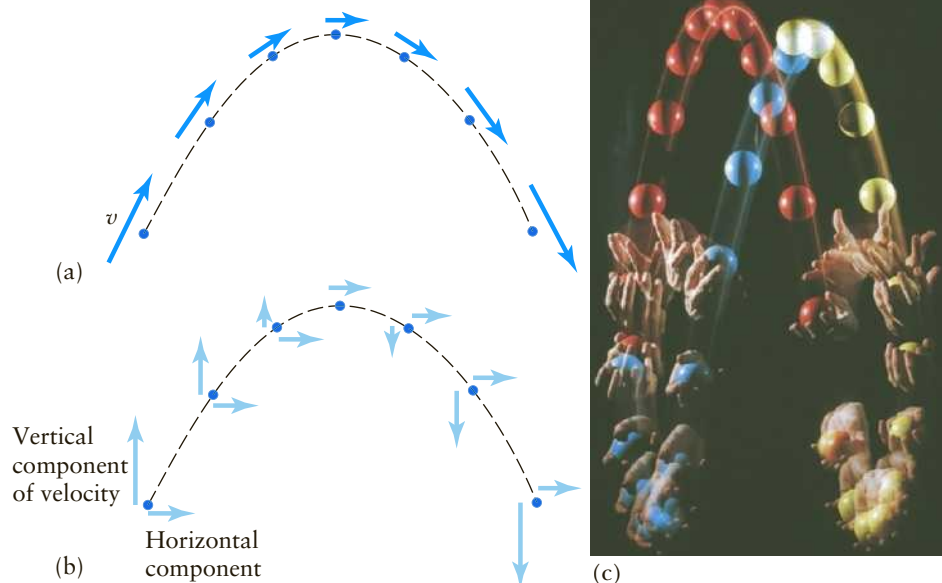 v
(a)
Vertical
component
of velocity
Horizontal
component
(b)
(c)